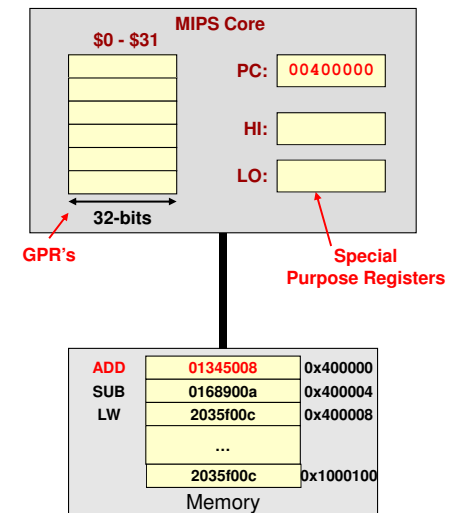 MIPS Core
$0 - $31
PC: 00400000
HI:
LO:
32-bits
GPR's
Special
Purpose Registers
ADD 01345008 0x400000
SUB 0168900a 0x400004
LW 2035f00c 0x400008
...
2035f00c 0x1000100
Memory